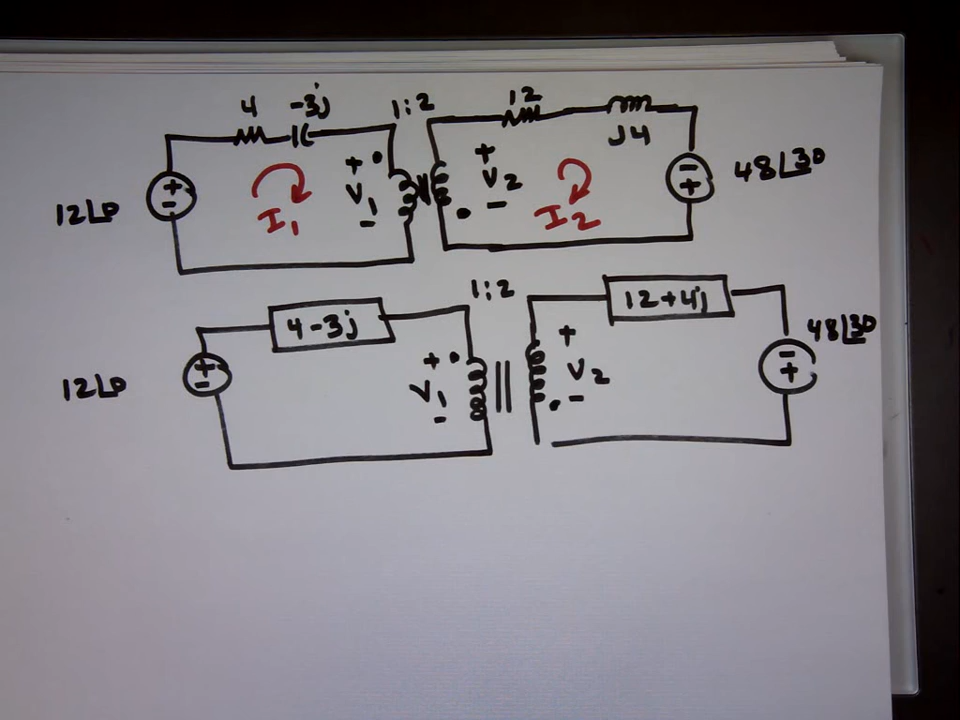 4 -3j 1:2 12
J4
12∠0 + - + V1 - + V2 - - + 48∠30
I1 I2
1:2
4-3j 12+4j
48∠30
12∠0 + - + V1 - + V2 - - +